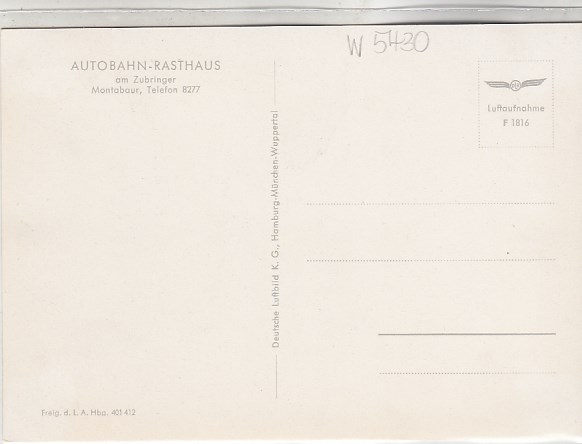 W 5430
AUTOBAHN-RASTHAUS
am Zubringer
Montabaur, Telefon 8277
Deutsche Luftbild K. G., Hamburg-München-Wuppertal
Luftaufnahme
F 1816
Freig. d. L. A. Hbg. 401 412